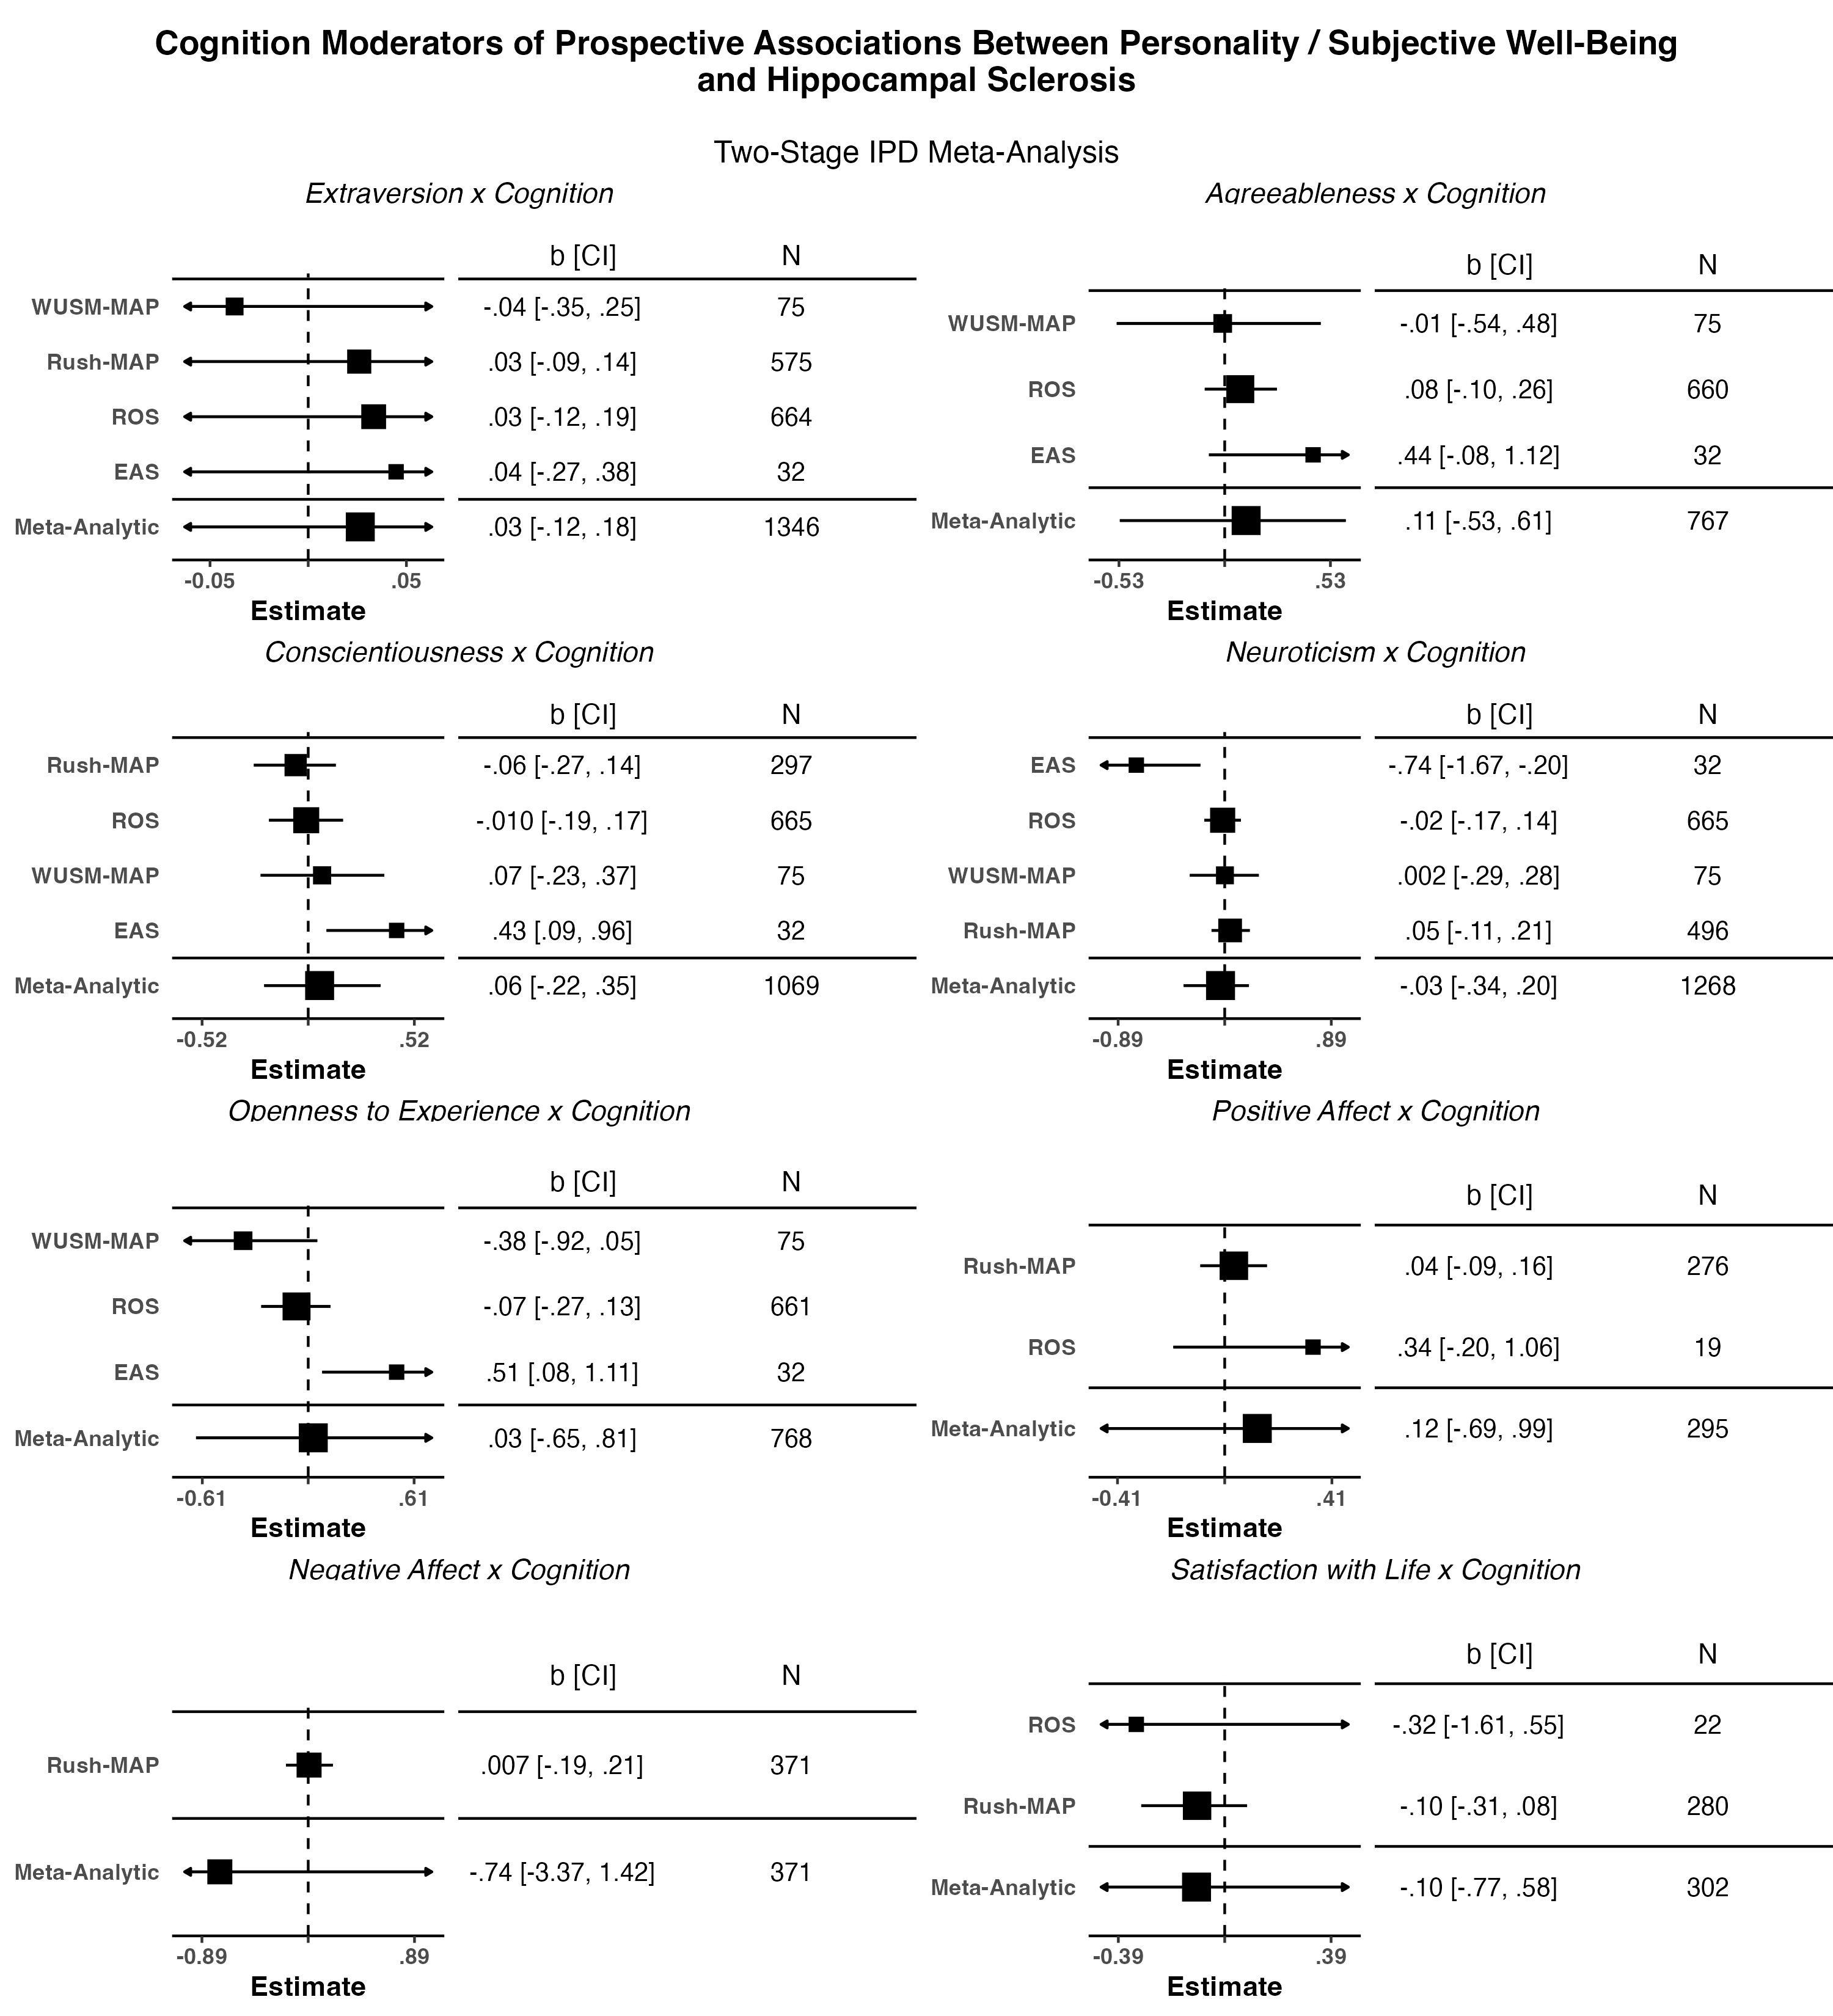 Cognition Moderators of Prospective Associations Between Personality / Subjective Well-Being
and Hippocampal Sclerosis
Two-Stage IPD Meta-Analysis
Extraversion x Cognition
b [CI] N
WUSM-MAP -.04 [-.35, .25] 75
Rush-MAP .03 [-.09, .14] 575
ROS .03 [-.12, .19] 664
EAS .04 [-.27, .38] 32
Meta-Analytic .03 [-.12, .18] 1346
-0.05 .05
Estimate
Agreeableness x Cognition
b [CI] N
WUSM-MAP -.01 [-.54, .48] 75
ROS .08 [-.10, .26] 660
EAS .44 [-.08, 1.12] 32
Meta-Analytic .11 [-.53, .61] 767
-0.53 .53
Estimate
Conscientiousness x Cognition
b [CI] N
Rush-MAP -.06 [-.27, .14] 297
ROS -.010 [-.19, .17] 665
WUSM-MAP .07 [-.23, .37] 75
EAS .43 [.09, .96] 32
Meta-Analytic .06 [-.22, .35] 1069
-0.52 .52
Estimate
Neuroticism x Cognition
b [CI] N
EAS -.74 [-1.67, -.20] 32
ROS -.02 [-.17, .14] 665
WUSM-MAP .002 [-.29, .28] 75
Rush-MAP .05 [-.11, .21] 496
Meta-Analytic -.03 [-.34, .20] 1268
-0.89 .89
Estimate
Openness to Experience x Cognition
b [CI] N
WUSM-MAP -.38 [-.92, .05] 75
ROS -.07 [-.27, .13] 661
EAS .51 [.08, 1.11] 32
Meta-Analytic .03 [-.65, .81] 768
-0.61 .61
Estimate
Positive Affect x Cognition
b [CI] N
Rush-MAP .04 [-.09, .16] 276
ROS .34 [-.20, 1.06] 19
Meta-Analytic .12 [-.69, .99] 295
-0.41 .41
Estimate
Negative Affect x Cognition
b [CI] N
Rush-MAP .007 [-.19, .21] 371
Meta-Analytic -.74 [-3.37, 1.42] 371
-0.89 .89
Estimate
Satisfaction with Life x Cognition
b [CI] N
ROS -.32 [-1.61, .55] 22
Rush-MAP -.10 [-.31, .08] 280
Meta-Analytic -.10 [-.77, .58] 302
-0.39 .39
Estimate